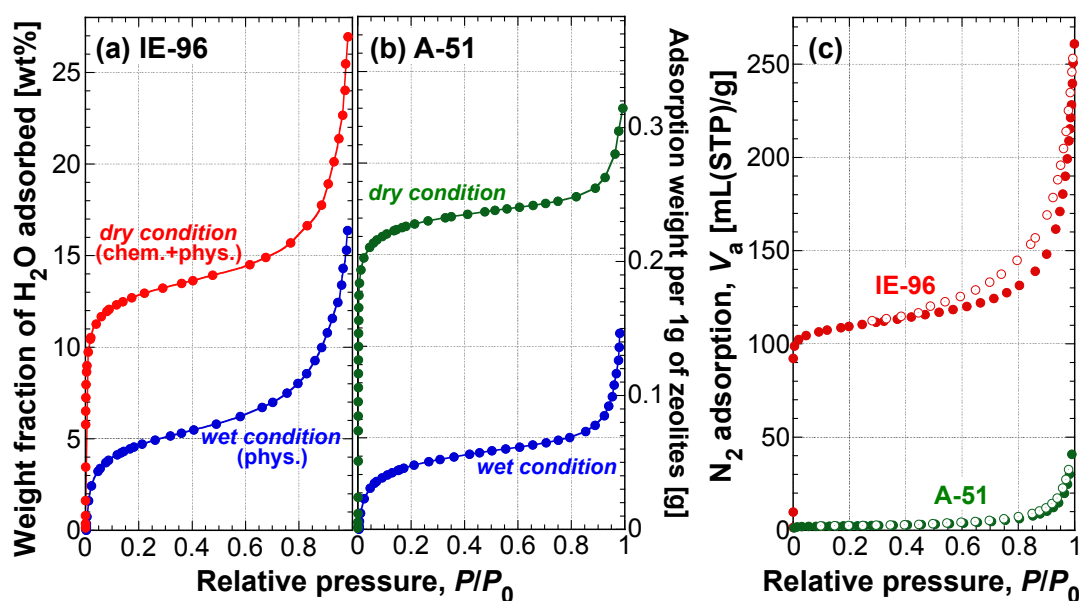 (a) IE-96
(b) A-51
(c)
Weight fraction of H₂O adsorbed [wt%]
25
20
15
10
5
0
dry condition
(chem.+phys.)
wet condition
(phys.)
0 0.2 0.4 0.6 0.8
dry condition
wet condition
0 0.2 0.4 0.6 0.8 1
Relative pressure, P/P₀
Adsorption weight per 1g of zeolites [g]
0.3
0.2
0.1
0
N₂ adsorption, Vₐ [mL(STP)/g]
250
200
150
100
50
0
IE-96
A-51
0 0.2 0.4 0.6 0.8 1
Relative pressure, P/P₀